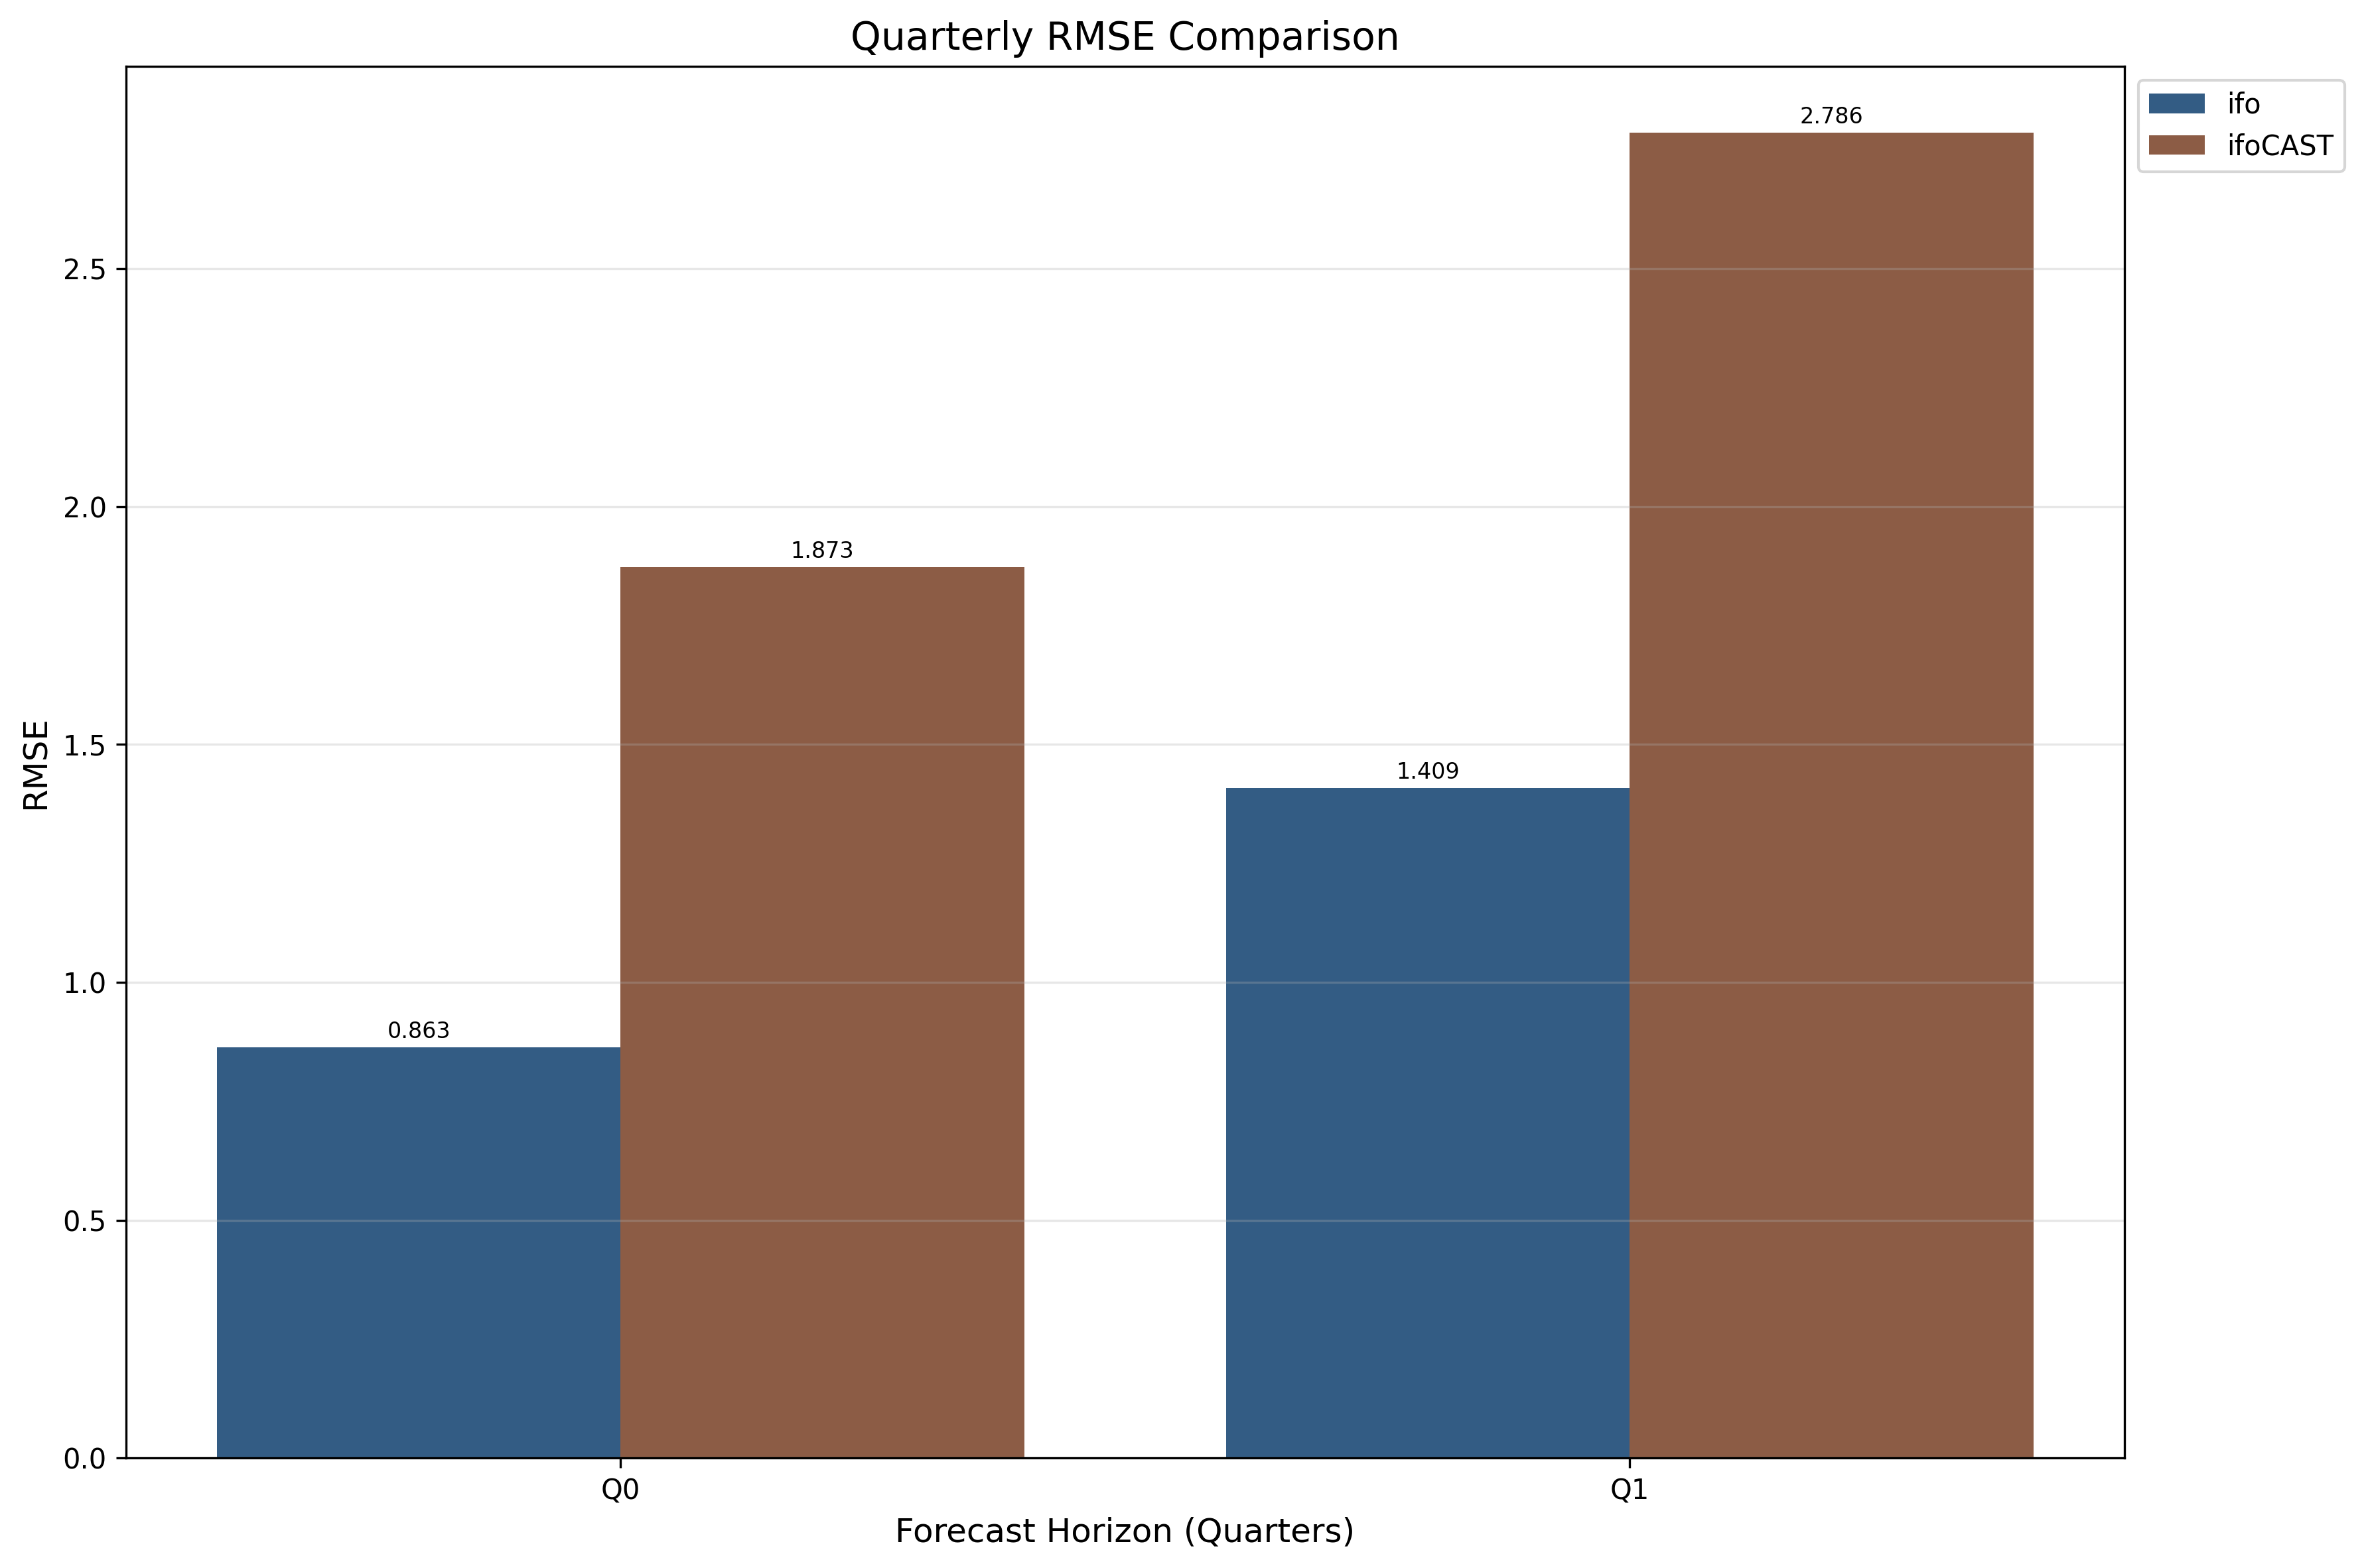 Quarterly RMSE Comparison
ifo
ifoCAST
2.786
2.5
2.0
1.873
1.5
1.409
1.0
0.863
0.5
0.0
RMSE
Q0
Q1
Forecast Horizon (Quarters)